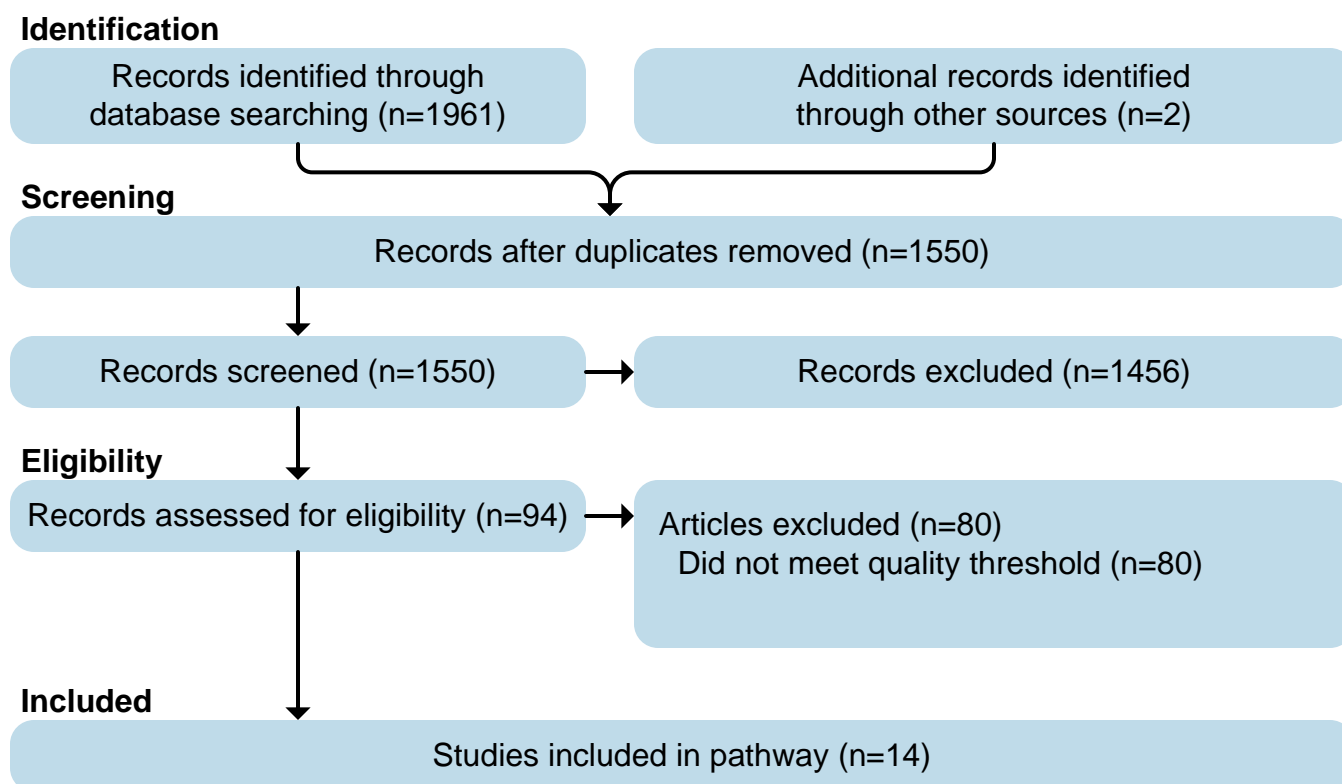 Identification
Records identified through
database searching (n=1961)
Additional records identified
through other sources (n=2)
Screening
Records after duplicates removed (n=1550)
Records screened (n=1550)
Records excluded (n=1456)
Eligibility
Records assessed for eligibility (n=94)
Articles excluded (n=80)
Did not meet quality threshold (n=80)
Included
Studies included in pathway (n=14)